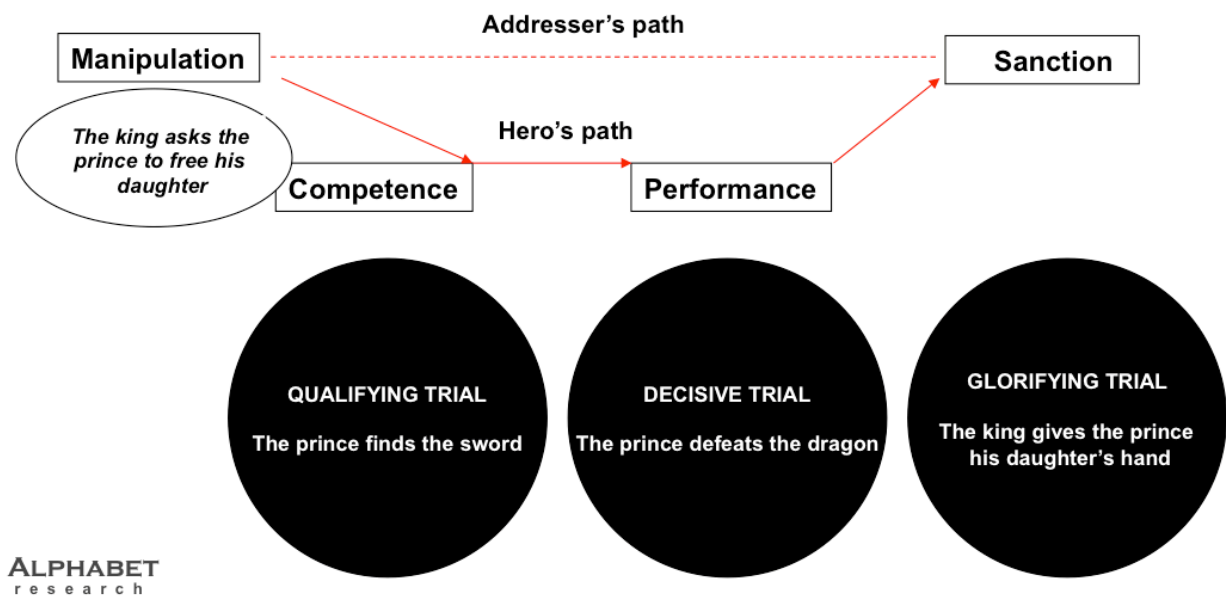 Addresser's path
Manipulation
Sanction
The king asks the
prince to free his
daughter
Hero's path
Competence
Performance
QUALIFYING TRIAL
The prince finds the sword
DECISIVE TRIAL
The prince defeats the dragon
GLORIFYING TRIAL
The king gives the prince
his daughter's hand
ALPHABET
research